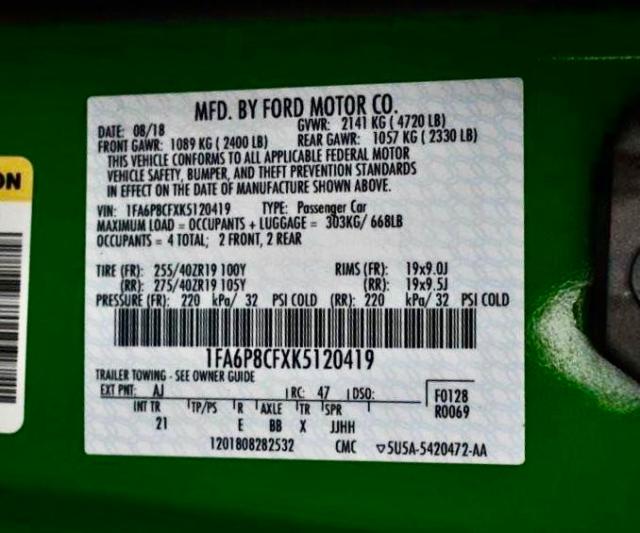 MFD. BY FORD MOTOR CO.
DATE: 08/18 GVWR: 2141 KG ( 4720 LB)
FRONT GAWR: 1089 KG ( 2400 LB) REAR GAWR: 1057 KG ( 2330 LB)
THIS VEHICLE CONFORMS TO ALL APPLICABLE FEDERAL MOTOR
VEHICLE SAFETY, BUMPER, AND THEFT PREVENTION STANDARDS
IN EFFECT ON THE DATE OF MANUFACTURE SHOWN ABOVE.
VIN: 1FA6P8CFXK5120419 TYPE: Passenger Car
MAXIMUM LOAD = OCCUPANTS + LUGGAGE = 303KG/ 668LB
OCCUPANTS = 4 TOTAL; 2 FRONT, 2 REAR
TIRE (FR): 255/40ZR19 100Y RIMS (FR): 19x9.0J
(RR): 275/40ZR19 105Y (RR): 19x9.5J
PRESSURE (FR): 220 kPa/ 32 PSI COLD (RR): 220 kPa/ 32 PSI COLD
1FA6P8CFXK5120419
TRAILER TOWING - SEE OWNER GUIDE
EXT PNT: AJ RC: 47 DSO: F0128
INT TR TP/PS R AXLE TR SPR R0069
21 E BB X JJHH
1201808282532 CMC ▽5U5A-5420472-AA
ON